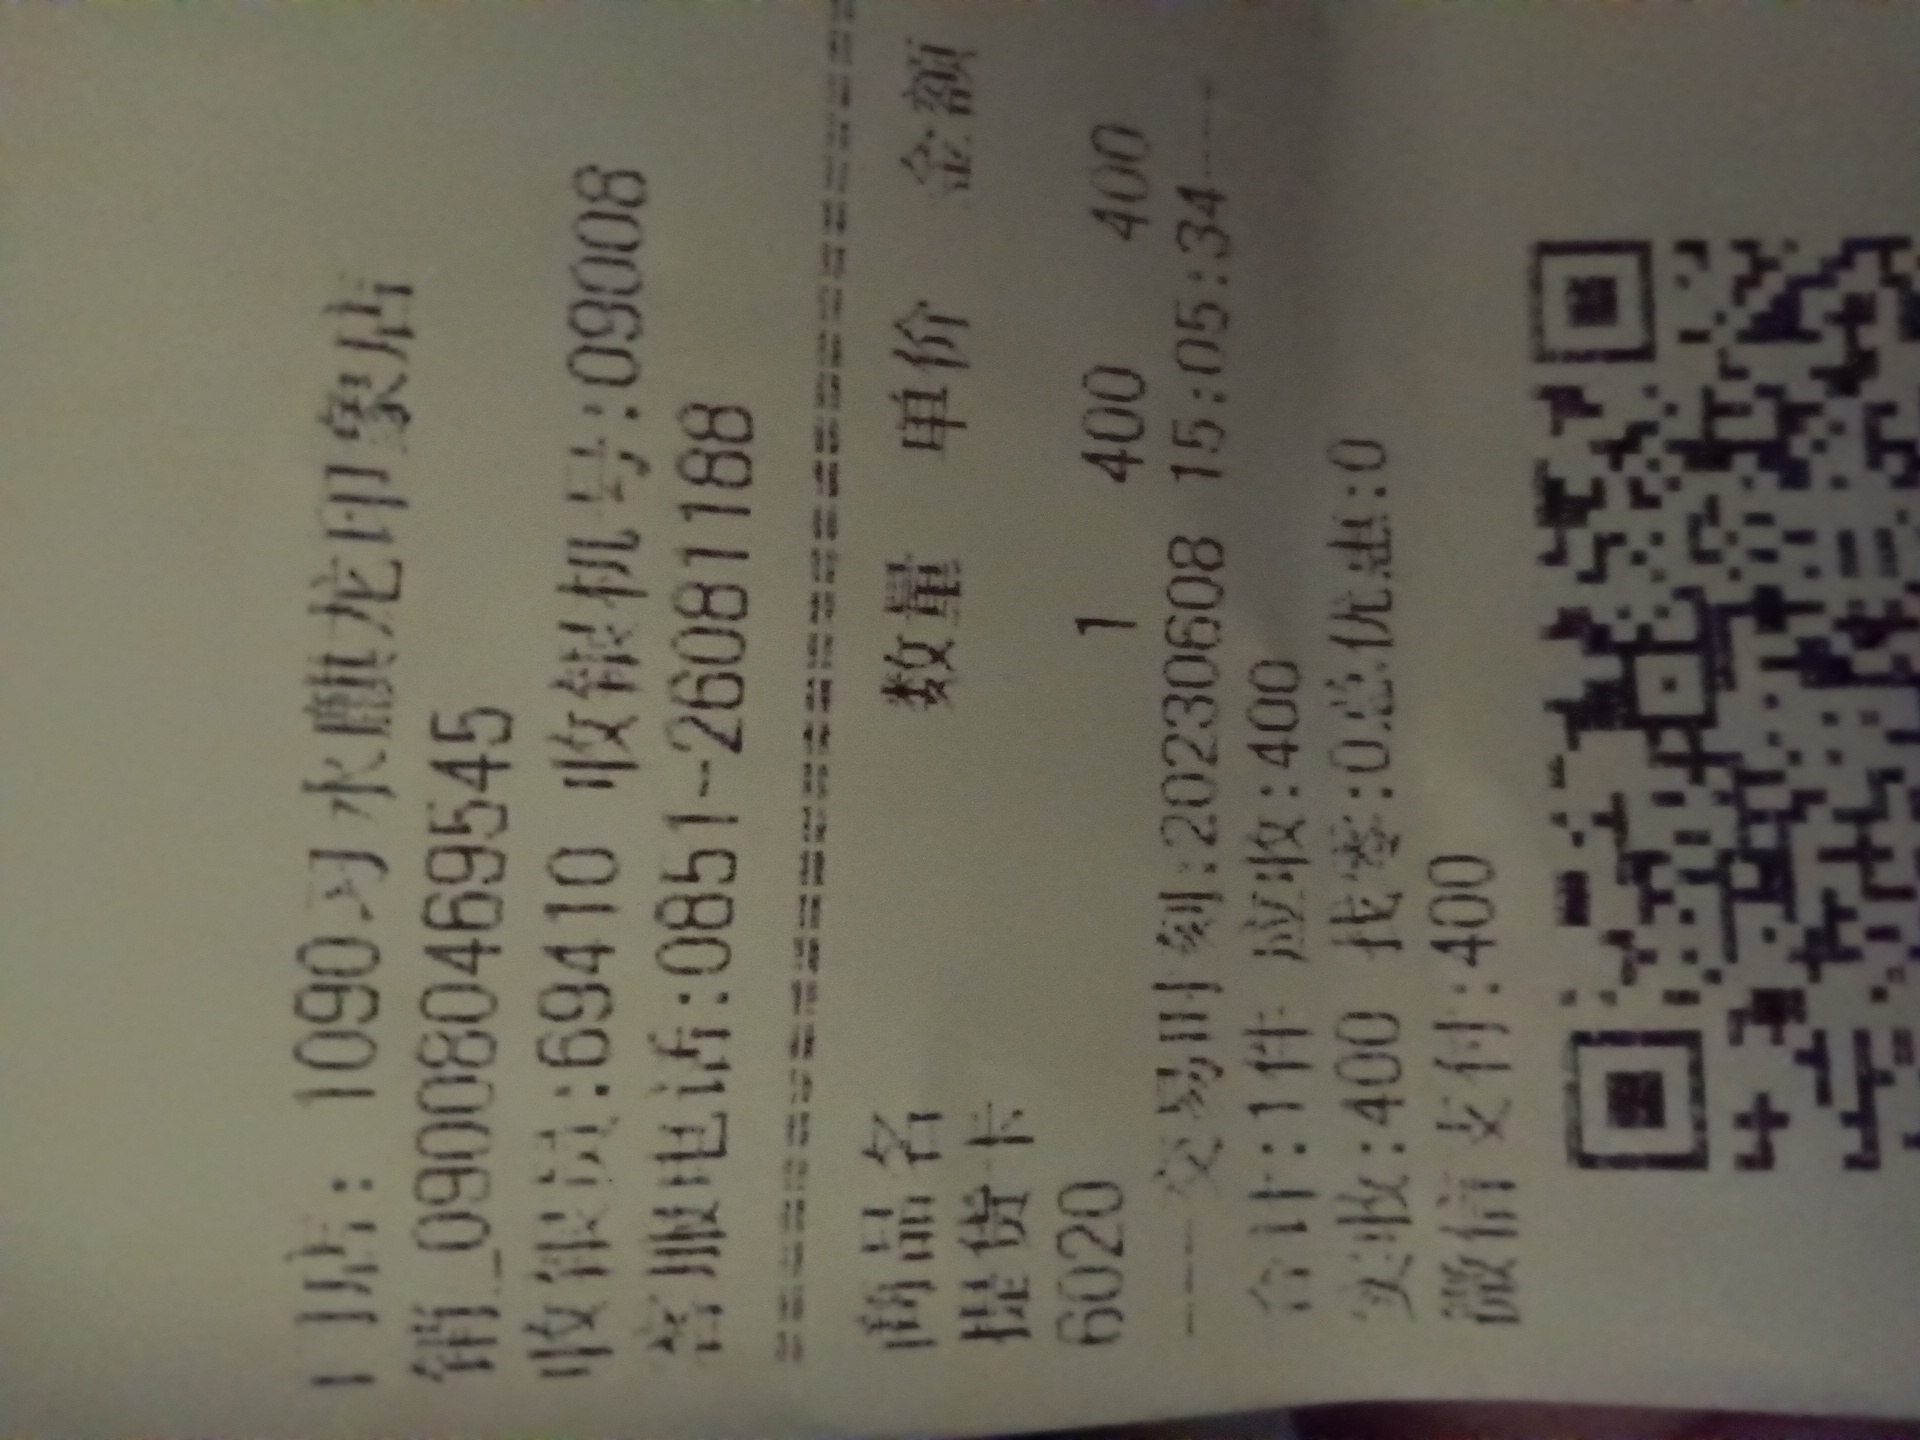 门店: 1090习水麒龙印象店
销_0900804695​45
收银员:69410 收银机号:09008
客服电话:0851-26081188
商品名 数量 单价 金额
提货卡
6020 1 400 400
----交易时刻:20230608 15:05:34----
合计:1件 应收:400
实收:400 找零:0总优惠:0
微信支付:400